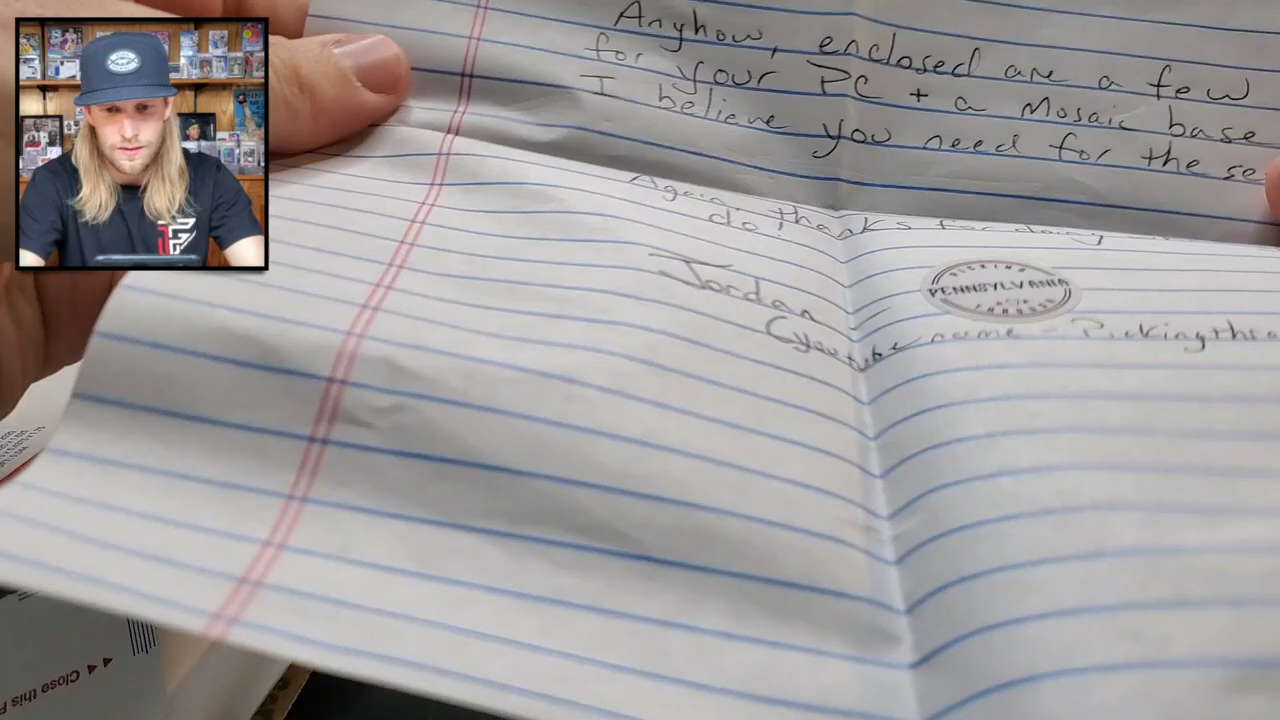 Anyhow, enclosed are a few
for your PC + a Mosaic base
I believe you need for the se
Again, thanks for doing
do!
Jordan
PICKING
PENNSYLVANIA
(youtube name - Pickingthro
Close this